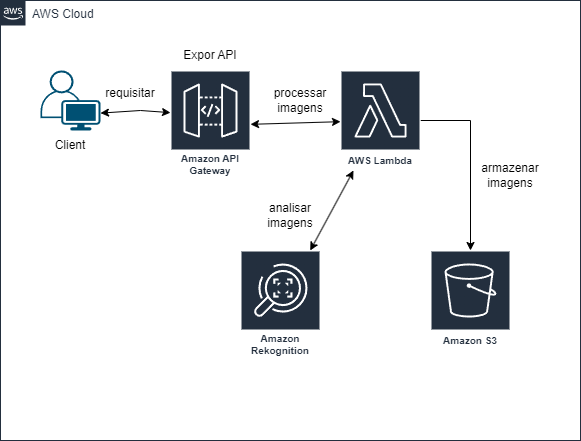 aws
AWS Cloud
Expor API
requisitar
processar
imagens
Client
Amazon API
Gateway
AWS Lambda
armazenar
imagens
analisar
imagens
Amazon
Rekognition
Amazon S3